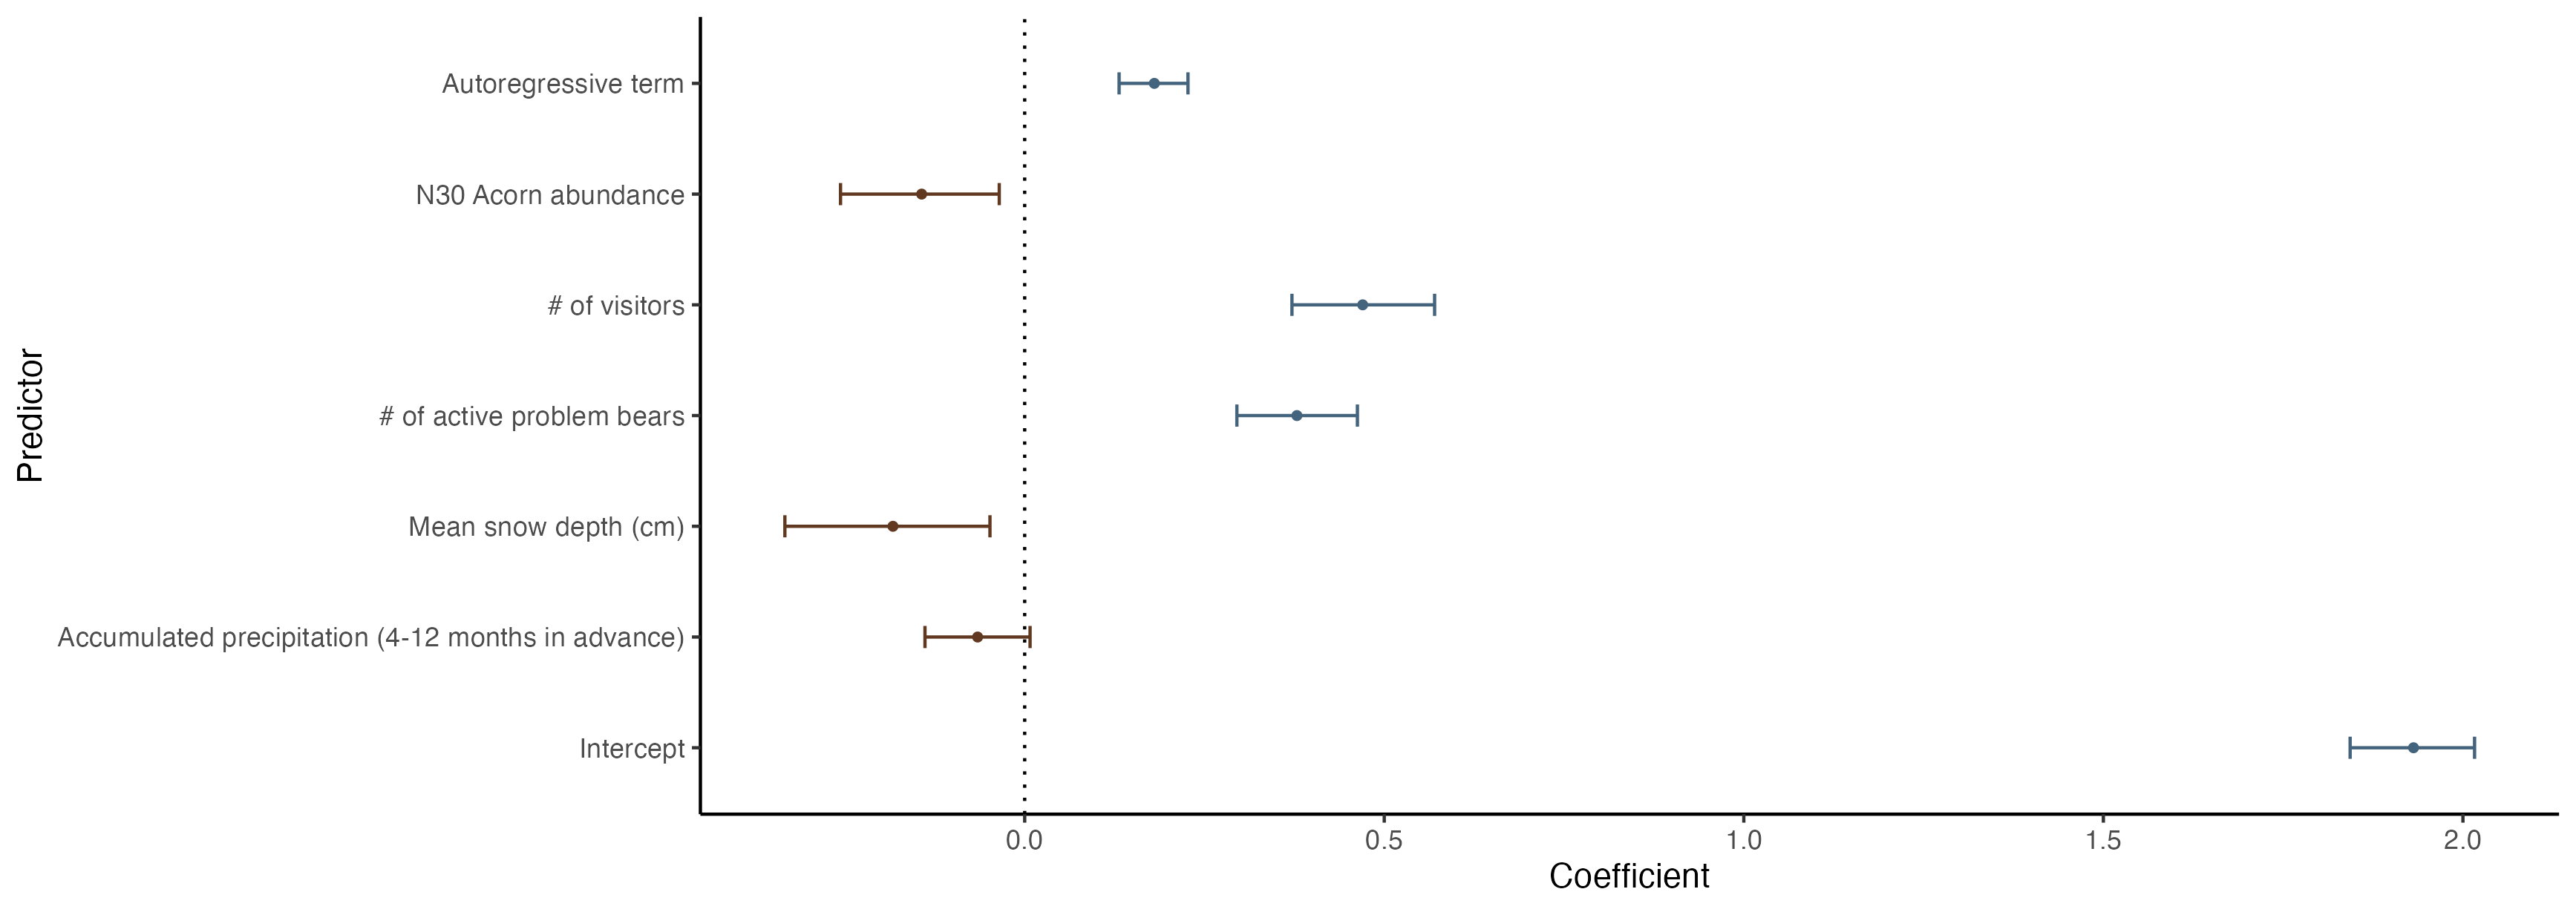 Predictor
Autoregressive term
N30 Acorn abundance
# of visitors
# of active problem bears
Mean snow depth (cm)
Accumulated precipitation (4-12 months in advance)
Intercept
0.0 0.5 1.0 1.5 2.0
Coefficient